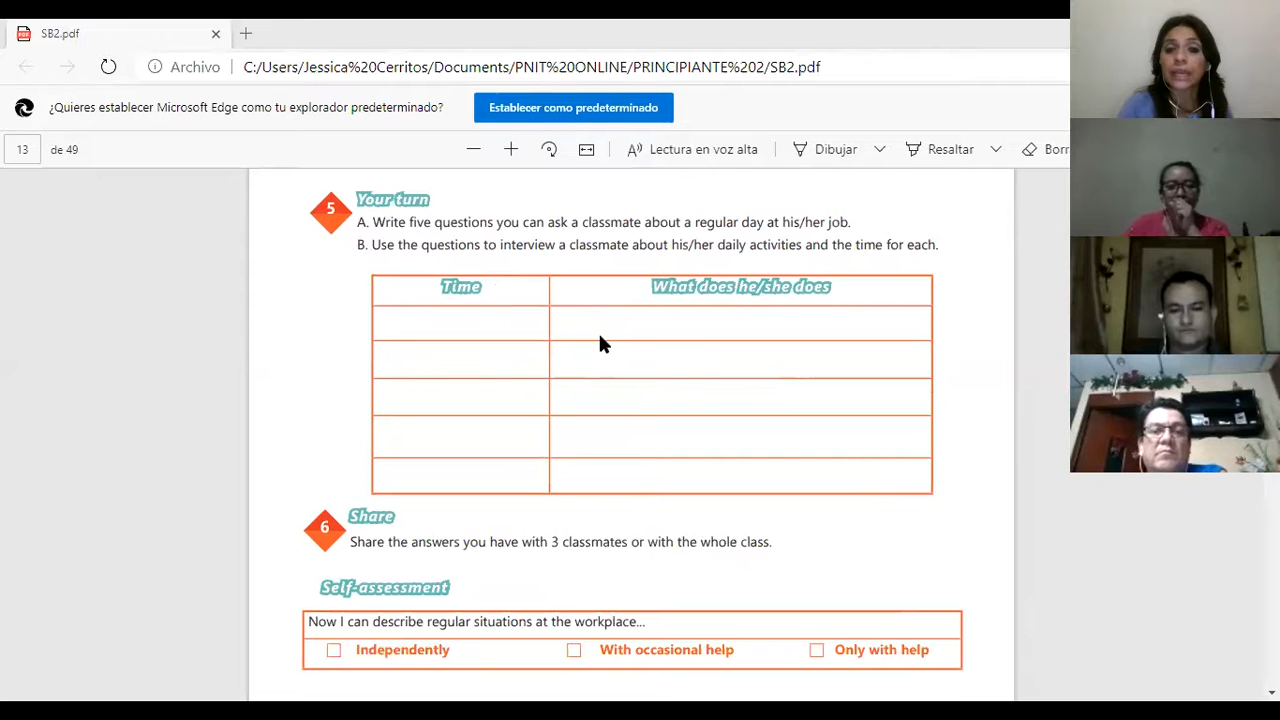 SB2.pdf
Archivo
C:/Users/Jessica%20Cerritos/Documents/PNIT%20ONLINE/PRINCIPIANTE%202/SB2.pdf
¿Quieres establecer Microsoft Edge como tu explorador predeterminado?
Establecer como predeterminado
13 de 49
Lectura en voz alta
Dibujar
Resaltar
Borr
5 Your turn
A. Write five questions you can ask a classmate about a regular day at his/her job.
B. Use the questions to interview a classmate about his/her daily activities and the time for each.
Time What does he/she does
6 Share
Share the answers you have with 3 classmates or with the whole class.
Self-assessment
Now I can describe regular situations at the workplace...
Independently With occasional help Only with help